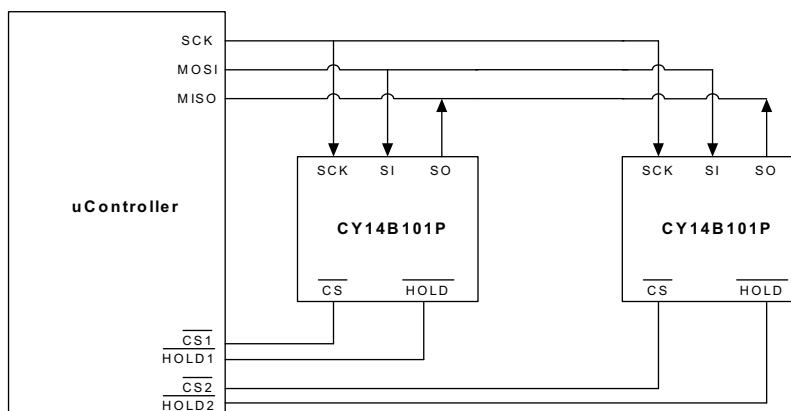 SCK
MOSI
MISO
uController
SCK SI SO
CY14B101P
CS HOLD
SCK SI SO
CY14B101P
CS HOLD
CS1
HOLD1
CS2
HOLD2